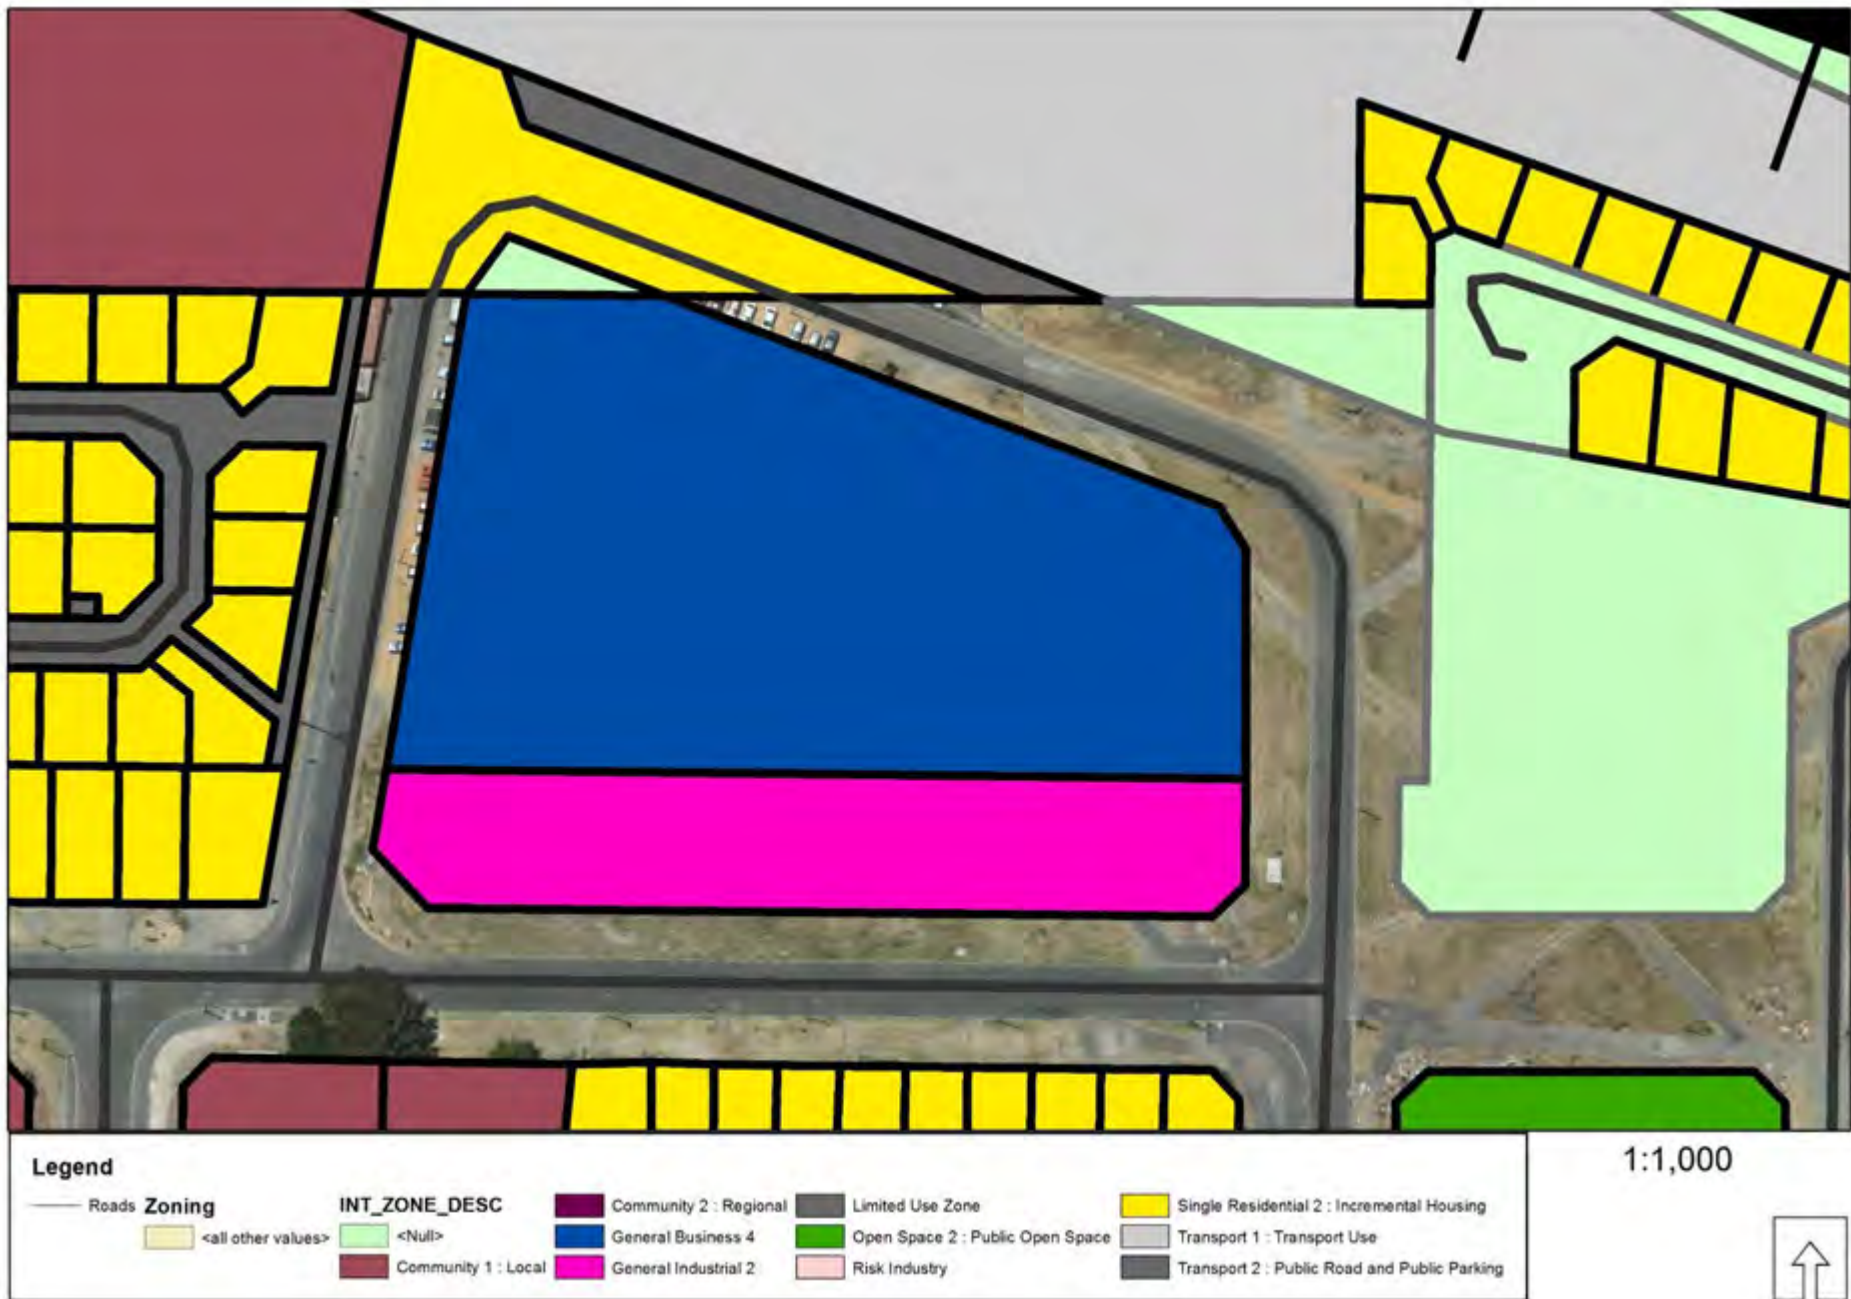 Legend
1:1,000
Roads Zoning INT_ZONE_DESC Community 2 : Regional Limited Use Zone Single Residential 2 : Incremental Housing
<all other values> <Null> General Business 4 Open Space 2 : Public Open Space Transport 1 : Transport Use
Community 1 : Local General Industrial 2 Risk Industry Transport 2 : Public Road and Public Parking